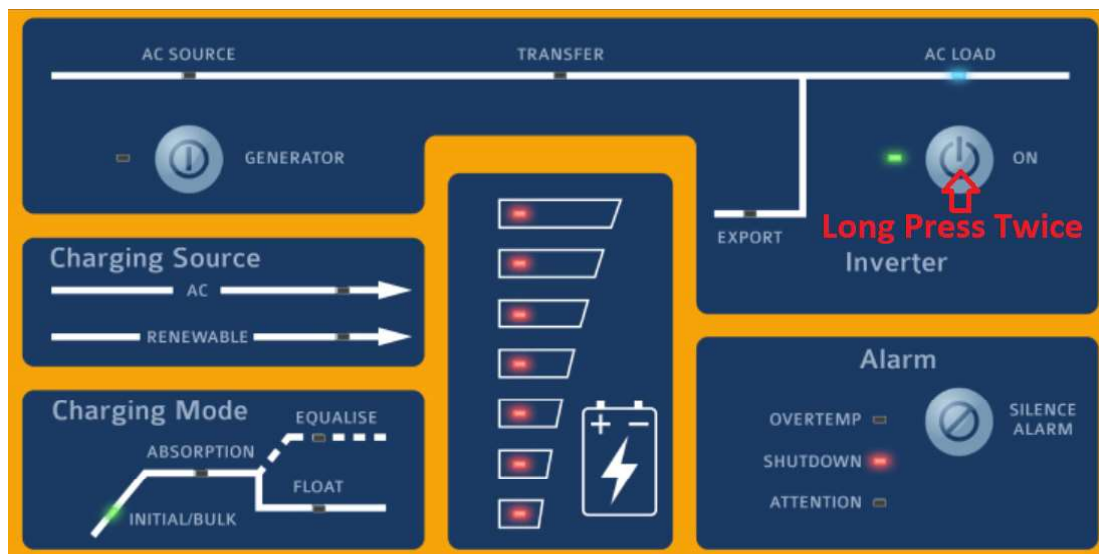 AC SOURCE
TRANSFER
AC LOAD
GENERATOR
ON
Long Press Twice
EXPORT
Inverter
Charging Source
AC
RENEWABLE
Charging Mode
EQUALISE
ABSORPTION
FLOAT
INITIAL/BULK
+ −
Alarm
OVERTEMP
SILENCE
ALARM
SHUTDOWN
ATTENTION